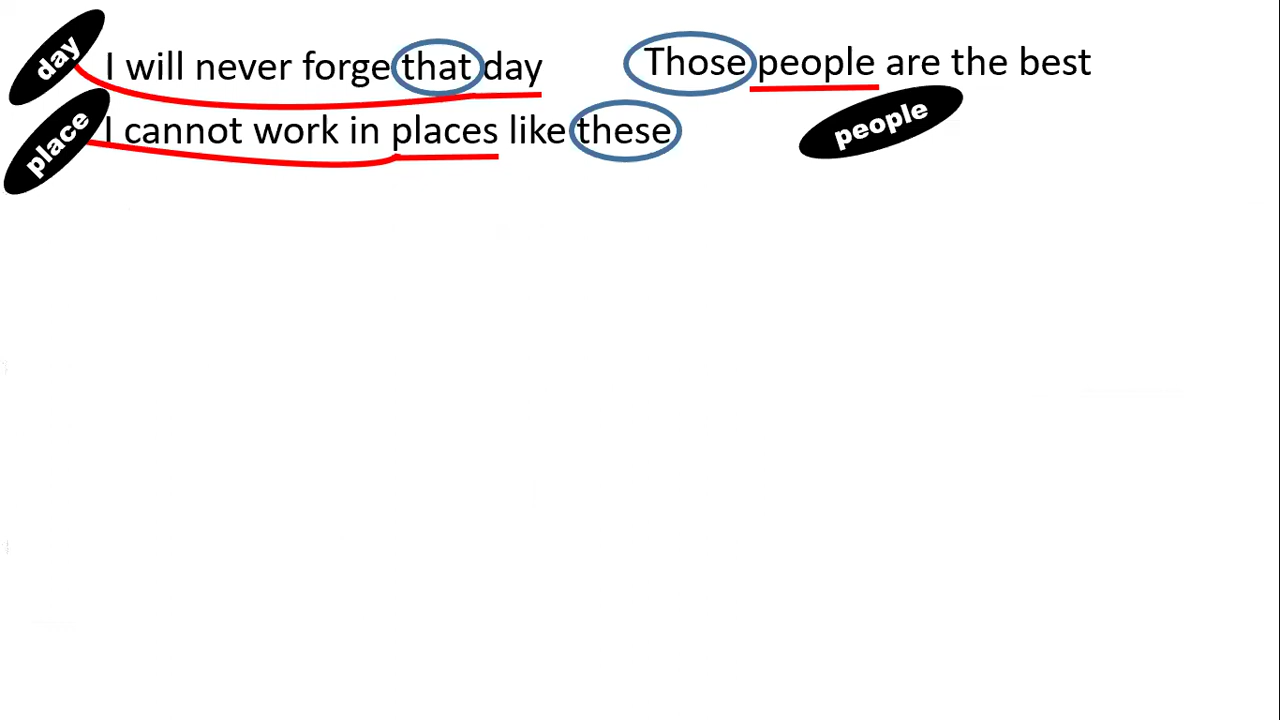 day
I will never forge that day
Those people are the best
place
I cannot work in places like these
people